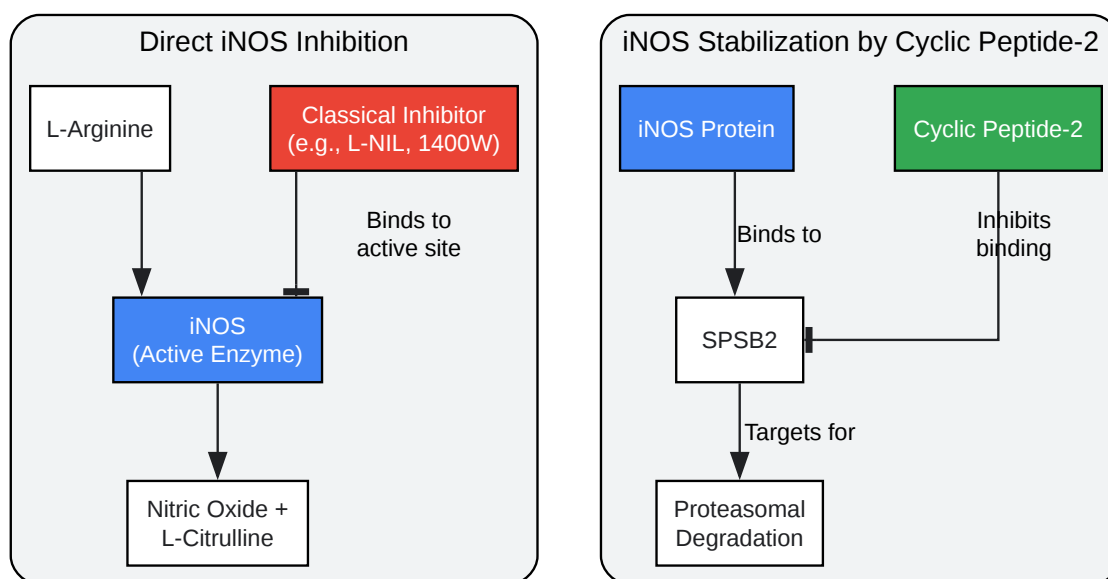 Direct iNOS Inhibition
L-Arginine
Classical Inhibitor
(e.g., L-NIL, 1400W)
Binds to
active site
iNOS
(Active Enzyme)
Nitric Oxide +
L-Citrulline
iNOS Stabilization by Cyclic Peptide-2
iNOS Protein
Cyclic Peptide-2
Binds to
Inhibits
binding
SPSB2
Targets for
Proteasomal
Degradation